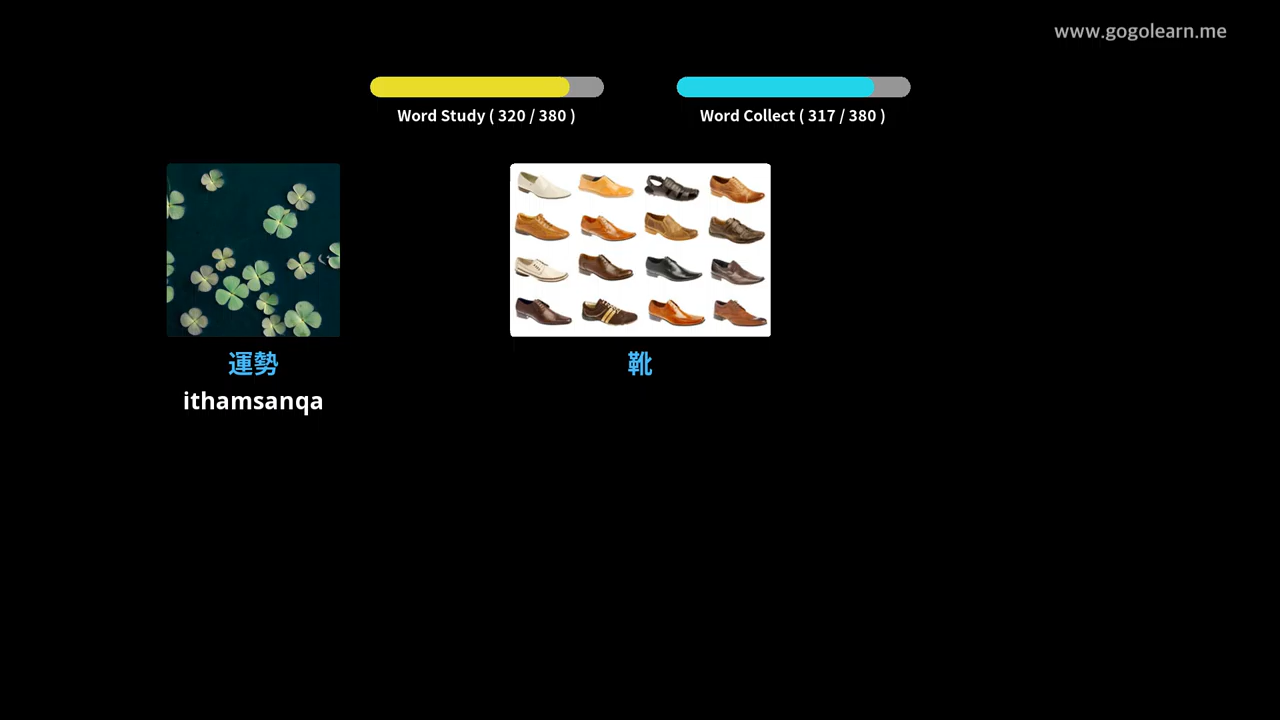 www.gogolearn.me
Word Study ( 320 / 380 )
Word Collect ( 317 / 380 )
運勢
ithamsanqa
靴